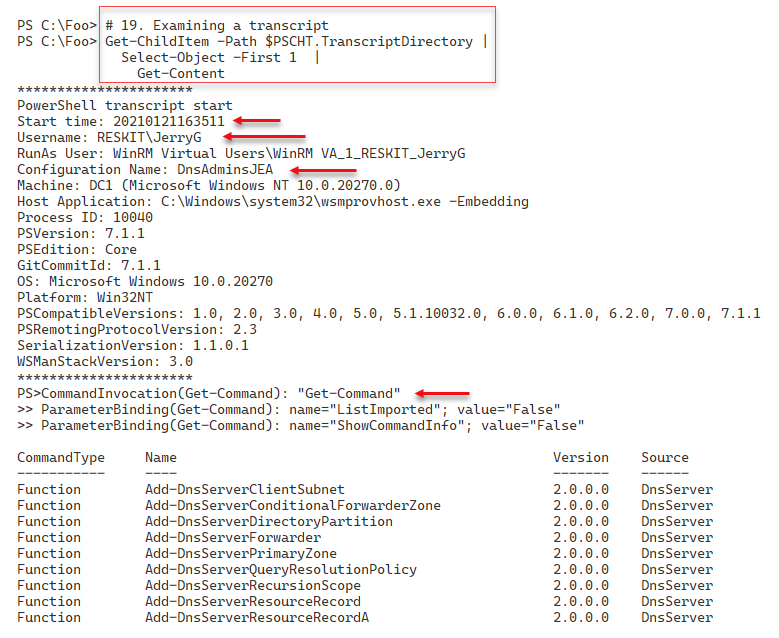 PS C:\Foo> # 19. Examining a transcript
PS C:\Foo> Get-ChildItem -Path $PSCHT.TranscriptDirectory |
Select-Object -First 1 |
Get-Content
**********************
PowerShell transcript start
Start time: 20210121163511
Username: RESKIT\JerryG
RunAs User: WinRM Virtual Users\WinRM VA_1_RESKIT_JerryG
Configuration Name: DnsAdminsJEA
Machine: DC1 (Microsoft Windows NT 10.0.20270.0)
Host Application: C:\Windows\system32\wsmprovhost.exe -Embedding
Process ID: 10040
PSVersion: 7.1.1
PSEdition: Core
GitCommitId: 7.1.1
OS: Microsoft Windows 10.0.20270
Platform: Win32NT
PSCompatibleVersions: 1.0, 2.0, 3.0, 4.0, 5.0, 5.1.10032.0, 6.0.0, 6.1.0, 6.2.0, 7.0.0, 7.1.1
PSRemotingProtocolVersion: 2.3
SerializationVersion: 1.1.0.1
WSManStackVersion: 3.0
**********************
PS>CommandInvocation(Get-Command): "Get-Command"
>> ParameterBinding(Get-Command): name="ListImported"; value="False"
>> ParameterBinding(Get-Command): name="ShowCommandInfo"; value="False"
CommandType Name Version Source
----------- ---- ------- ------
Function Add-DnsServerClientSubnet 2.0.0.0 DnsServer
Function Add-DnsServerConditionalForwarderZone 2.0.0.0 DnsServer
Function Add-DnsServerDirectoryPartition 2.0.0.0 DnsServer
Function Add-DnsServerForwarder 2.0.0.0 DnsServer
Function Add-DnsServerPrimaryZone 2.0.0.0 DnsServer
Function Add-DnsServerQueryResolutionPolicy 2.0.0.0 DnsServer
Function Add-DnsServerRecursionScope 2.0.0.0 DnsServer
Function Add-DnsServerResourceRecord 2.0.0.0 DnsServer
Function Add-DnsServerResourceRecordA 2.0.0.0 DnsServer